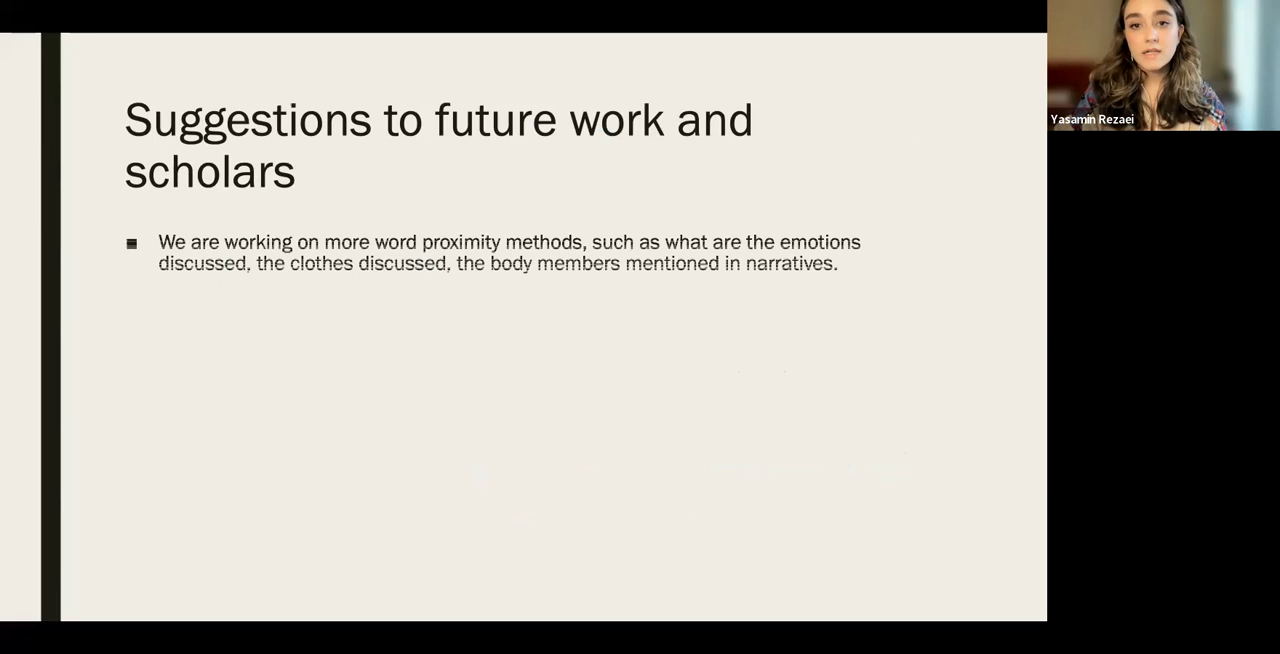 Suggestions to future work and
scholars
We are working on more word proximity methods, such as what are the emotions
discussed, the clothes discussed, the body members mentioned in narratives.
Yasamin Rezaei